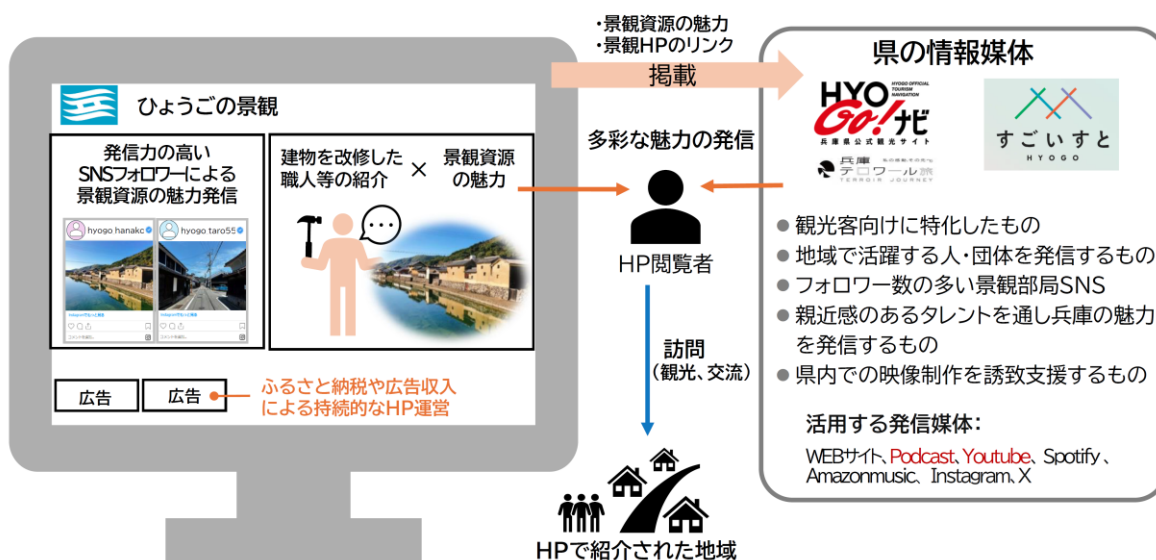 ひょうごの景観
発信力の高い
SNSフォロワーによる
景観資源の魅力発信
hyogo hanakc
hyogo taro55
建物を改修した
職人等の紹介
×
景観資源
の魅力
広告
広告
ふるさと納税や広告収入
による持続的なHP運営
・景観資源の魅力
・景観HPのリンク
掲載
多彩な魅力の発信
HP閲覧者
訪問
(観光、交流)
HPで紹介された地域
県の情報媒体
HYOGO OFFICIAL
TOURISM
NAVIGATION
HYO
Go!ナビ
兵庫県公式観光サイト
兵庫
テロワール旅
TERROIR JOURNEY
すごいすと
HYOGO
● 観光客向けに特化したもの
● 地域で活躍する人・団体を発信するもの
● フォロワー数の多い景観部局SNS
● 親近感のあるタレントを通し兵庫の魅力
を発信するもの
● 県内での映像制作を誘致支援するもの
活用する発信媒体:
WEBサイト、Podcast、Youtube、Spotify、
Amazonmusic、Instagram、X